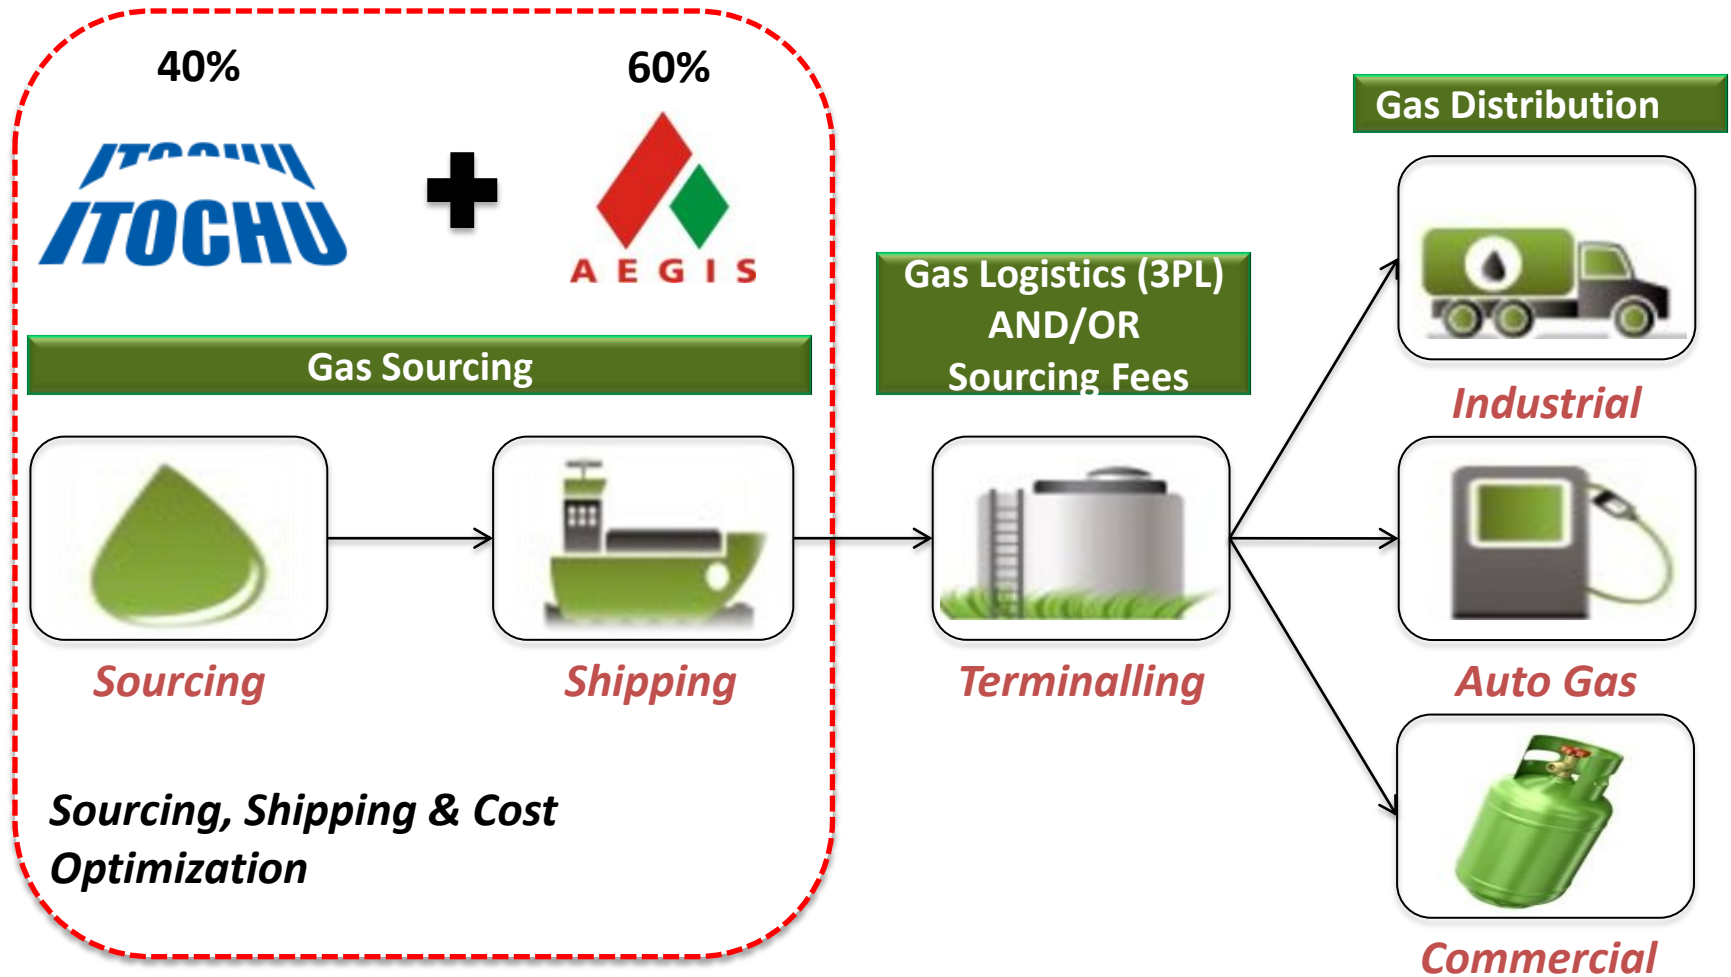 40%
60%
ITOCHU
ITOCHU
AEGIS
Gas Sourcing
Sourcing
Shipping
Sourcing, Shipping & Cost
Optimization
Gas Logistics (3PL)
AND/OR
Sourcing Fees
Terminalling
Gas Distribution
Industrial
Auto Gas
Commercial